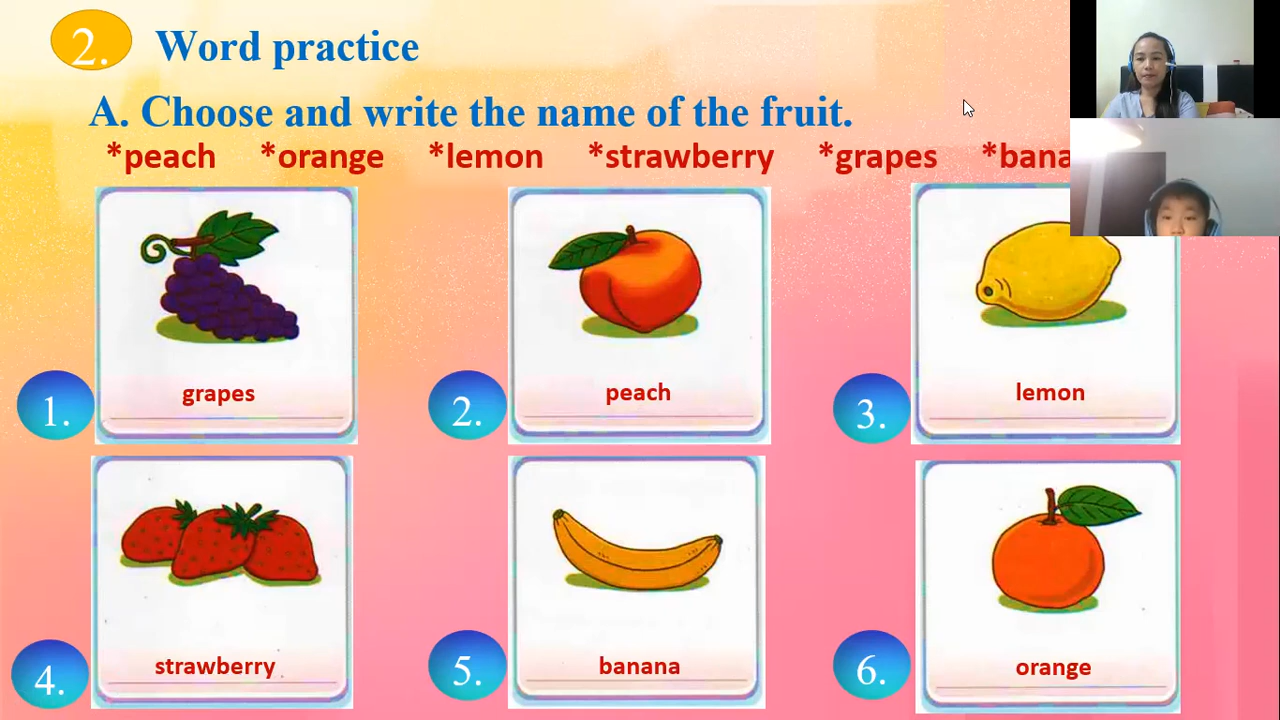 2. Word practice
A. Choose and write the name of the fruit.
*peach *orange *lemon *strawberry *grapes *bana
grapes
1.
peach
2.
lemon
3.
strawberry
4.
banana
5.
orange
6.